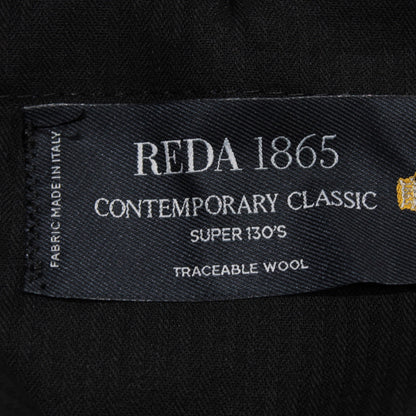 FABRIC MADE IN ITALY
REDA 1865
CONTEMPORARY CLASSIC
SUPER 130'S
TRACEABLE WOOL